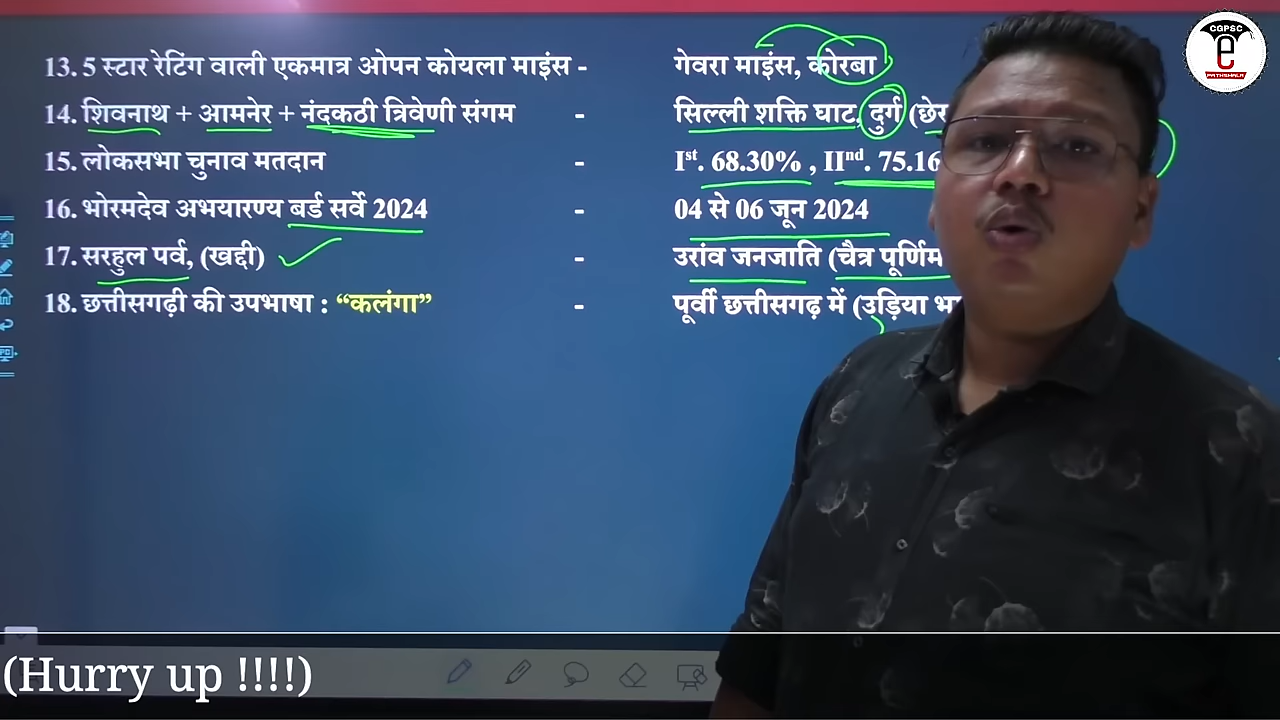 CGPSC
e
PATHSHALA
13. 5 स्टार रेटिंग वाली एकमात्र ओपन कोयला माइंस - गेवरा माइंस, कोरबा
14. शिवनाथ + आमनेर + नंदकठी त्रिवेणी संगम - सिल्ली शक्ति घाट, दुर्ग
15. लोकसभा चुनाव मतदान - Ist. 68.30% , IInd. 75.16
16. भोरमदेव अभयारण्य बर्ड सर्वे 2024 - 04 से 06 जून 2024
17. सरहुल पर्व, (खद्दी) - उरांव जनजाति (चैत्र
18. छत्तीसगढ़ी की उपभाषा : “कलंगा” - पूर्वी छत्तीसगढ़ में (उड़िया
(Hurry up !!!!)